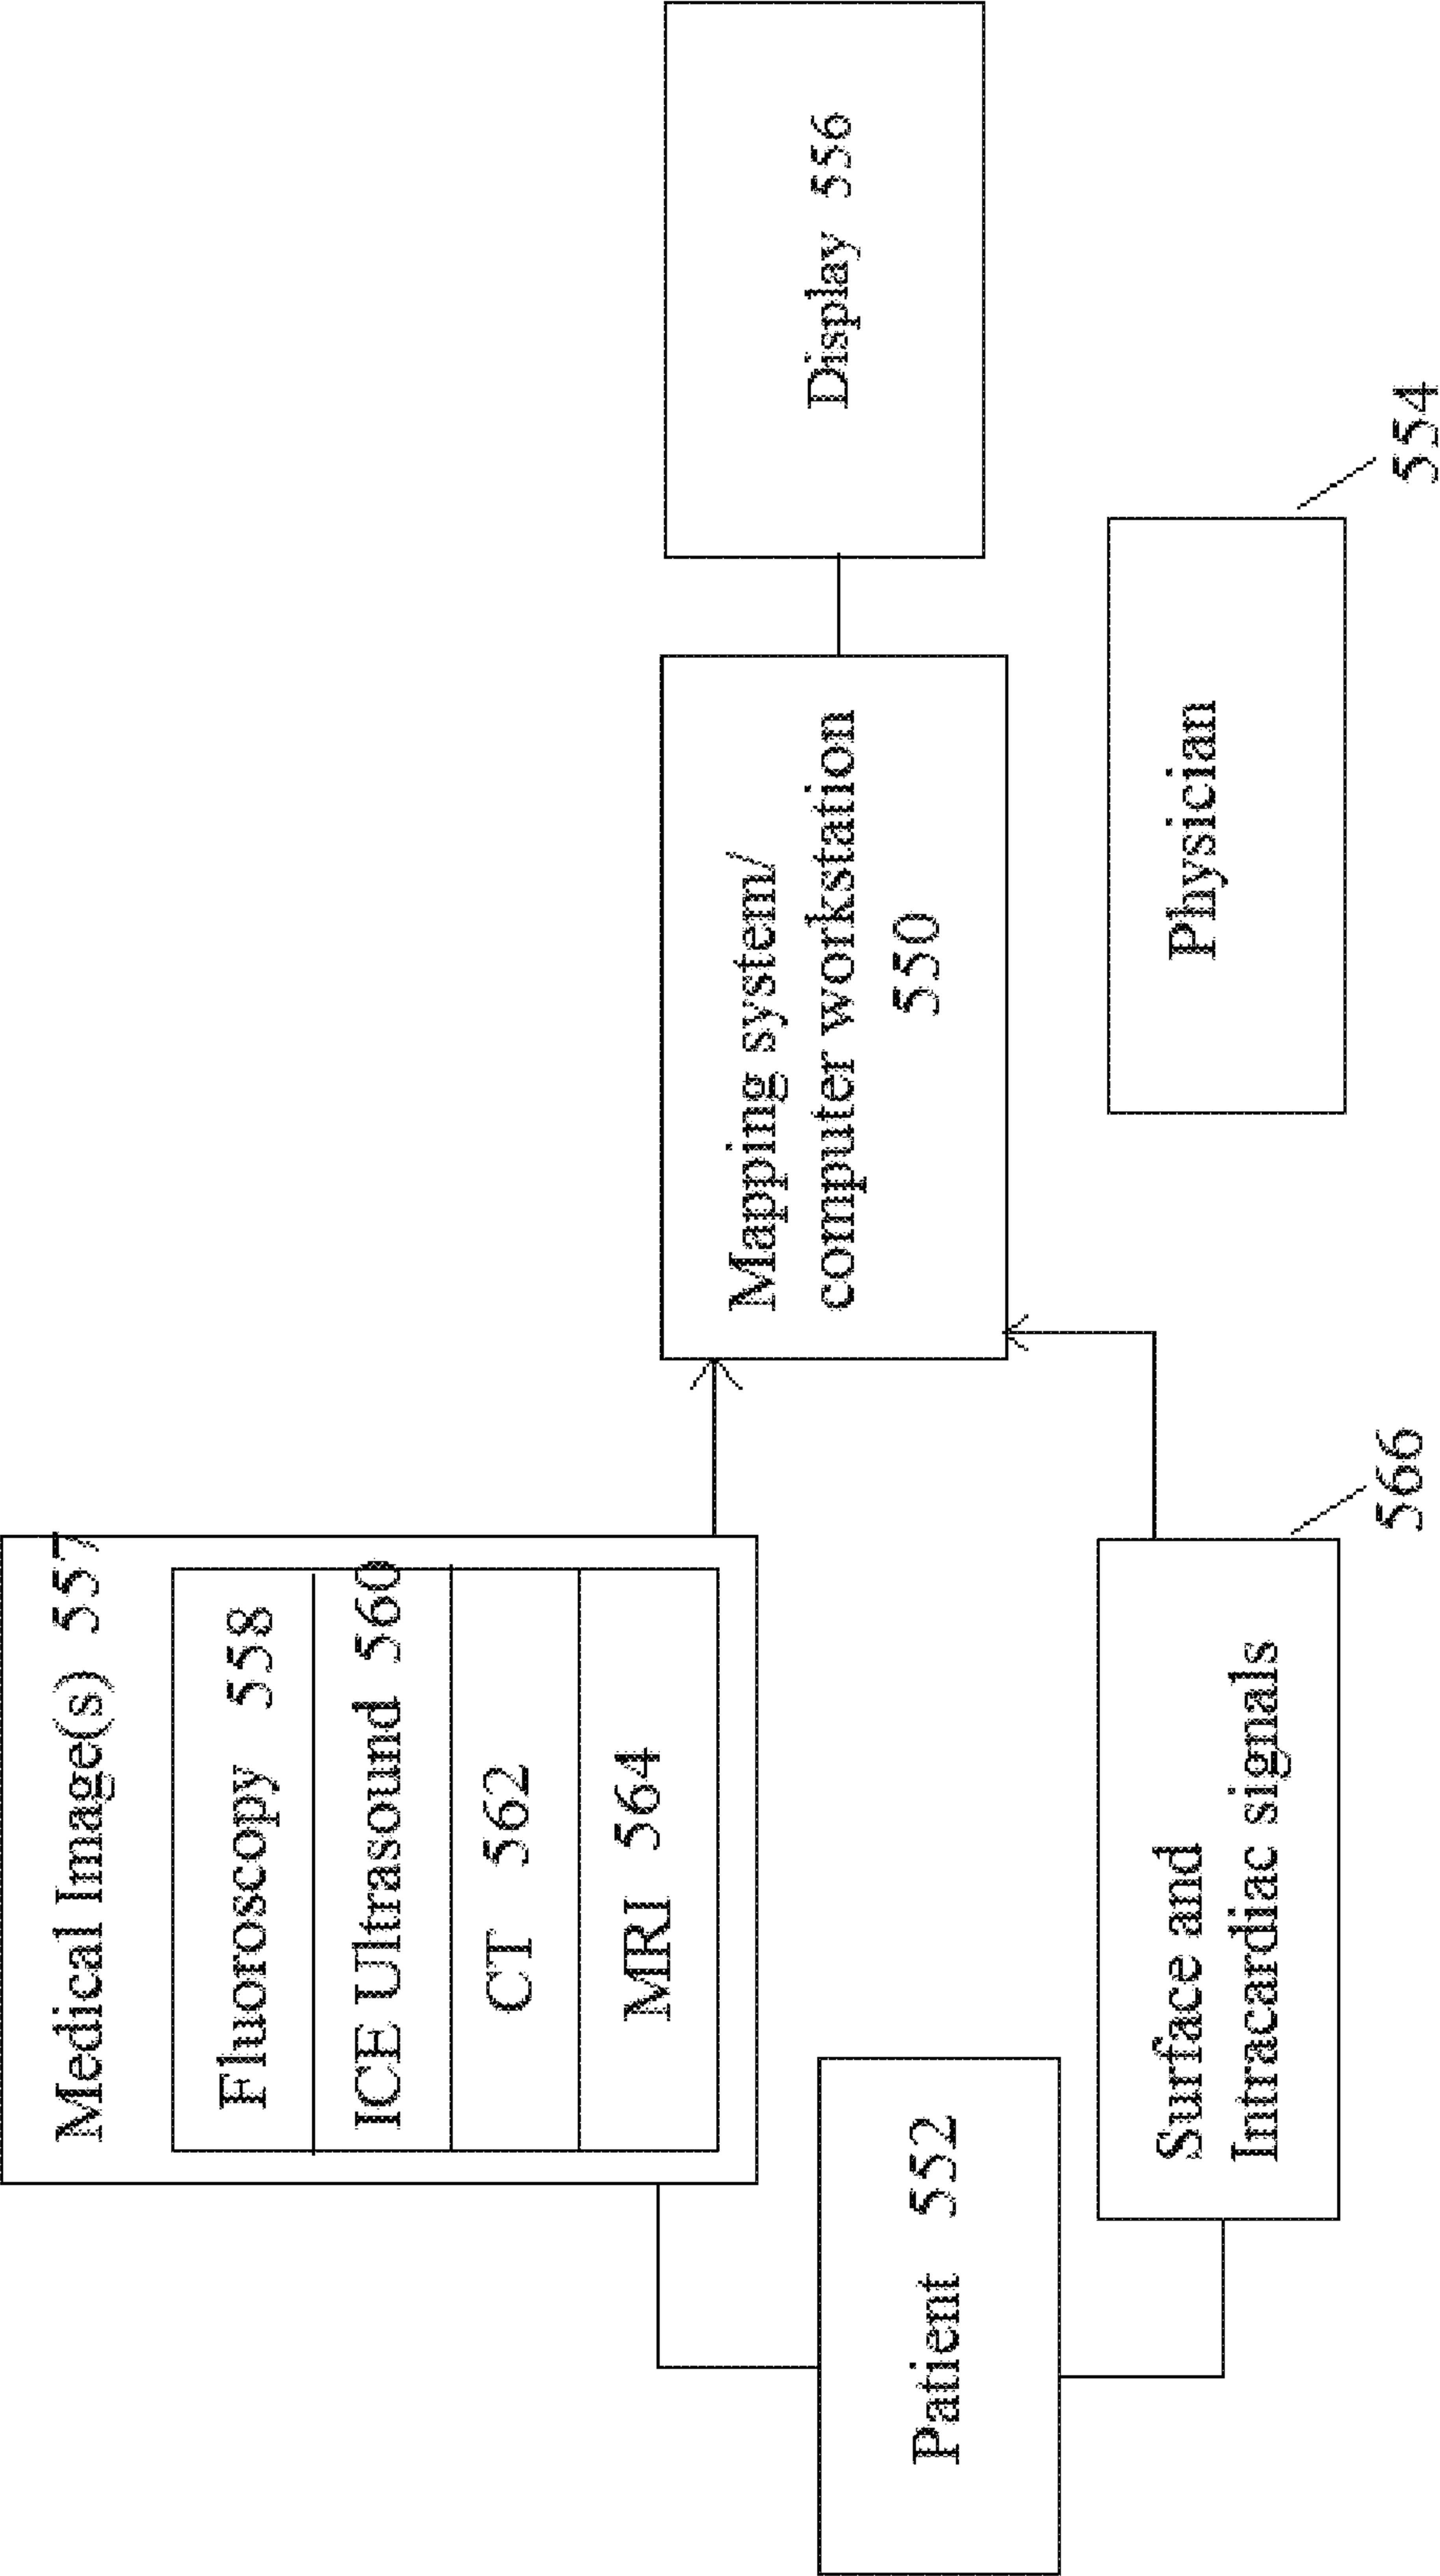 Medical Image(s) 557
Fluoroscopy 558
ICE Ultrasound 560
CT 562
MRI 564
Patient 552
Surface and
Intracardiac signals
566
Mapping system/
computer workstation
550
Display 556
Physician
554